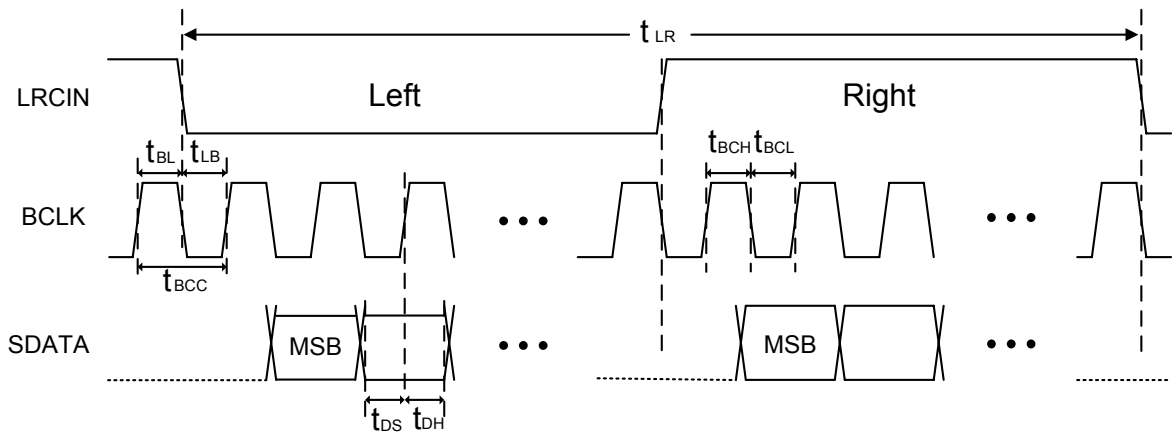 tLR
LRCIN
Left
Right
tBL
tLB
tBCH
tBCL
BCLK
•••
•••
tBCC
SDATA
MSB
•••
MSB
•••
tDS
tDH